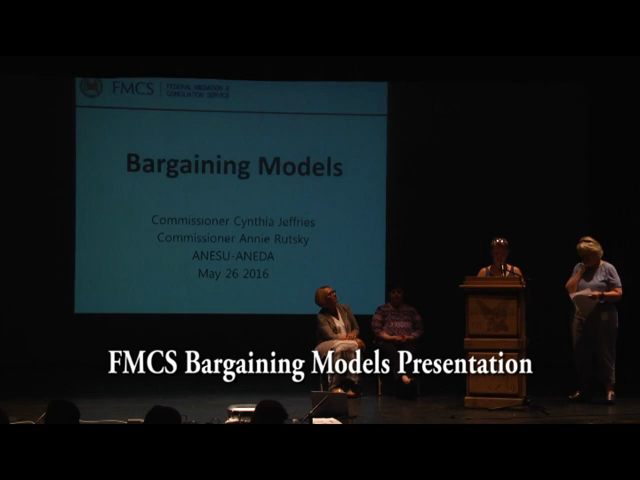 FMCS
FEDERAL MEDIATION &
CONCILIATION SERVICE
Bargaining Models
Commissioner Cynthia Jeffries
Commissioner Annie Rutsky
ANESU-ANEDA
May 26 2016
FMCS Bargaining Models Presentation